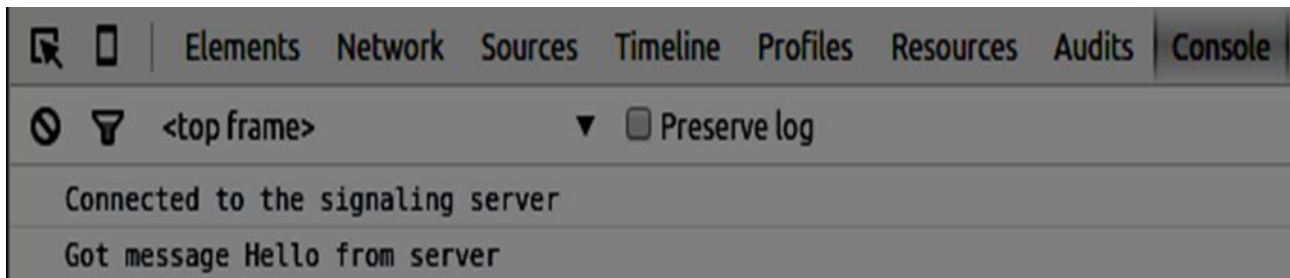 Elements Network Sources Timeline Profiles Resources Audits Console
<top frame> ▼ Preserve log
Connected to the signaling server
Got message Hello from server